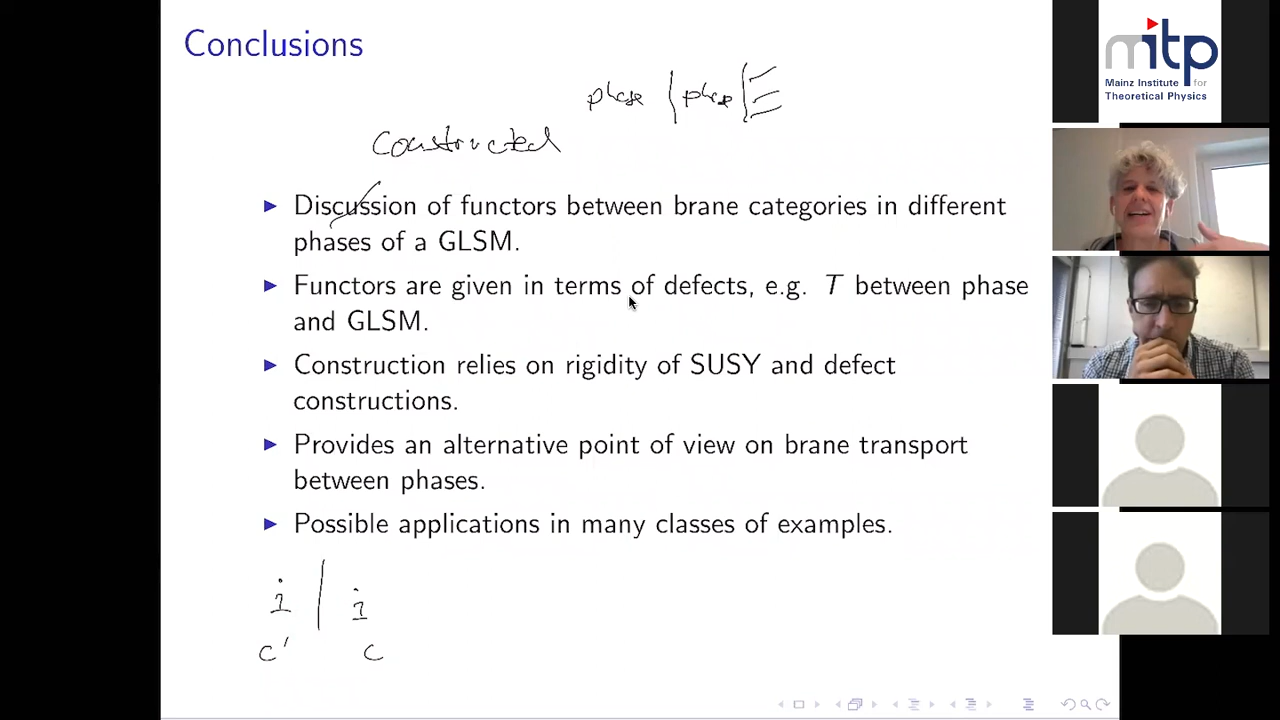 Conclusions
phase | phase
constructed
▶ Discussion of functors between brane categories in different
phases of a GLSM.
▶ Functors are given in terms of defects, e.g. T between phase
and GLSM.
▶ Construction relies on rigidity of SUSY and defect
constructions.
▶ Provides an alternative point of view on brane transport
between phases.
▶ Possible applications in many classes of examples.
i | i
c' c
mitp
Mainz Institute for
Theoretical Physics